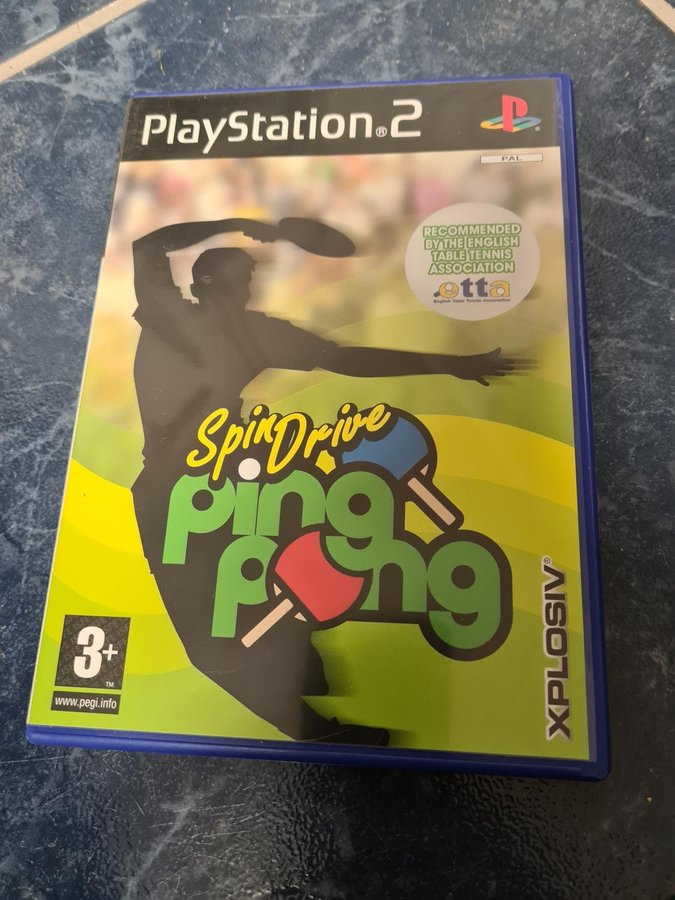 PlayStation®2
PAL
RECOMMENDED
BY THE ENGLISH
TABLE TENNIS
ASSOCIATION
etta
English Table Tennis Association
Spin Drive
ping
pong
3+
TM
www.pegi.info
XPLOSIV®